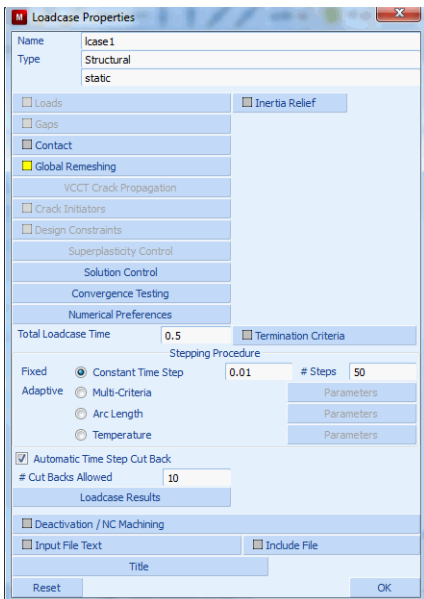 M Loadcase Properties X
Name lcase1
Type Structural
static
Loads Inertia Relief
Gaps
Contact
Global Remeshing
VCCT Crack Propagation
Crack Initiators
Design Constraints
Superplasticity Control
Solution Control
Convergence Testing
Numerical Preferences
Total Loadcase Time 0.5 Termination Criteria
Stepping Procedure
Fixed Constant Time Step 0.01 # Steps 50
Adaptive Multi-Criteria Parameters
Arc Length Parameters
Temperature Parameters
Automatic Time Step Cut Back
# Cut Backs Allowed 10
Loadcase Results
Deactivation / NC Machining
Input File Text Include File
Title
Reset OK